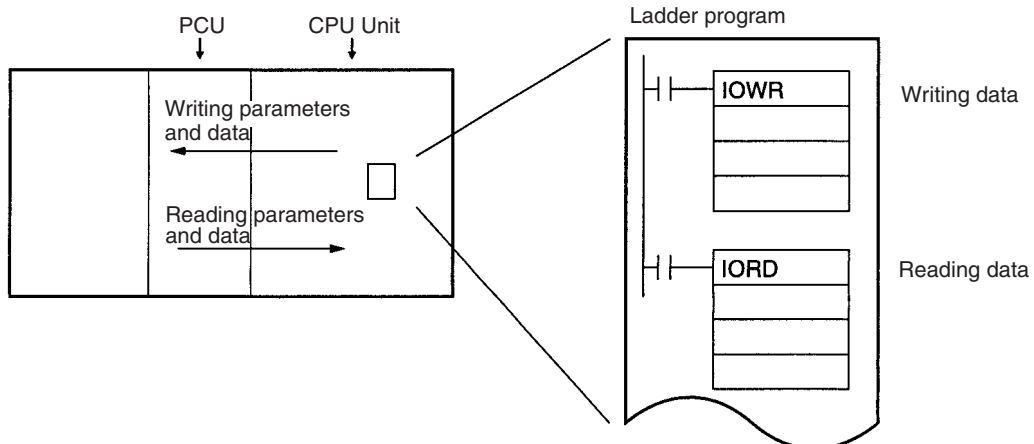 Ladder program
PCU
CPU Unit
Writing parameters
and data
Reading parameters
and data
IOWR
Writing data
IORD
Reading data